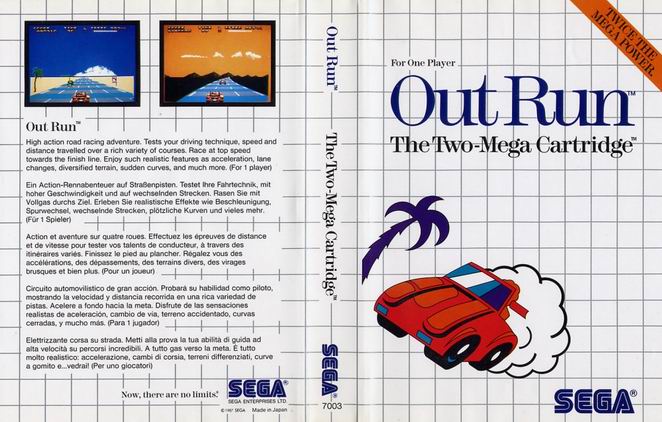 Out Run™
High action road racing adventure. Tests your driving technique, speed and
distance travelled over a rich variety of courses. Race at top speed
towards the finish line. Enjoy such realistic features as acceleration, lane
changes, diversified terrain, sudden curves, and much more. (For 1 player)
Ein Action-Rennabenteuer auf Straßenpisten. Testet Ihre Fahrtechnik, mit
hoher Geschwindigkeit und auf wechselnden Strecken. Rasen Sie mit
Vollgas durchs Ziel. Erleben Sie realistische Effekte wie Beschleunigung,
Spurwechsel, wechselnde Strecken, plötzliche Kurven und vieles mehr.
(Für 1 Spieler)
Action et aventure sur quatre roues. Effectuez les épreuves de distance
et de vitesse pour tester vos talents de conducteur, à travers des
itinéraires variés. Finissez le pied au plancher. Régalez vous des
accélérations, des dépassements, des terrains divers, des virages
brusques et bien plus. (Pour un joueur)
Circuito automovilistico de gran acción. Probará su habilidad como piloto,
mostrando la velocidad y distancia recorrida en una rica variedad de
pistas. Acelere a fondo hacia la meta. Disfrute de las sensaciones
realistas de aceleración, cambio de via, terreno accidentado, curvas
cerradas, y mucho más. (Para 1 jugador)
Elettrizzante corsa su strada. Metti alla prova la tua abilità di guida ad
alta velocità su percorsi incredibili. A tutto gas verso la meta. É tutto
molto realistico: accelerazione, cambi di corsia, terreni differenziati, curve
a gomito e...vedrai! (Per uno giocatori)
Now, there are no limits.®
SEGA®
SEGA ENTERPRISES LTD.
© 1987 SEGA Made in Japan
Out Run™
The Two-Mega Cartridge™
SEGA®
7003
TWICE THE
MEGA POWER.
For One Player
Out Run™
The Two-Mega Cartridge™
SEGA®